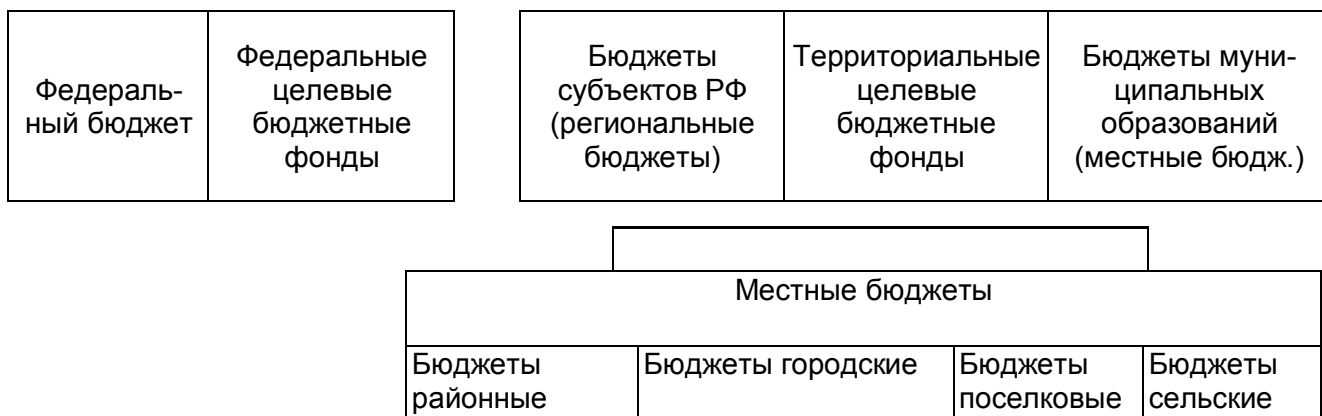 Федераль-
ный бюджет
Федеральные
целевые
бюджетные
фонды
Бюджеты
субъектов РФ
(региональные
бюджеты)
Территориальные
целевые
бюджетные
фонды
Бюджеты муни-
ципальных
образований
(местные бюдж.)
Местные бюджеты
Бюджеты
районные
Бюджеты городские
Бюджеты
поселковые
Бюджеты
сельские